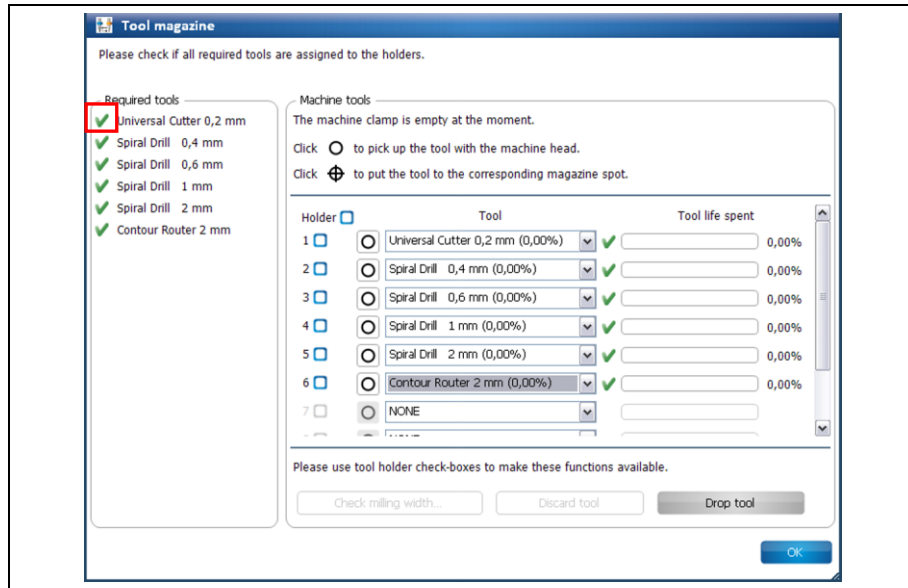 Tool magazine
Please check if all required tools are assigned to the holders.
Required tools
Universal Cutter 0,2 mm
Spiral Drill 0,4 mm
Spiral Drill 0,6 mm
Spiral Drill 1 mm
Spiral Drill 2 mm
Contour Router 2 mm
Machine tools
The machine clamp is empty at the moment.
Click to pick up the tool with the machine head.
Click to put the tool to the corresponding magazine spot.
Holder Tool Tool life spent
1 Universal Cutter 0,2 mm (0,00%) 0,00%
2 Spiral Drill 0,4 mm (0,00%) 0,00%
3 Spiral Drill 0,6 mm (0,00%) 0,00%
4 Spiral Drill 1 mm (0,00%) 0,00%
5 Spiral Drill 2 mm (0,00%) 0,00%
6 Contour Router 2 mm (0,00%) 0,00%
7 NONE
Please use tool holder check-boxes to make these functions available.
Check milling width... Discard tool Drop tool
OK